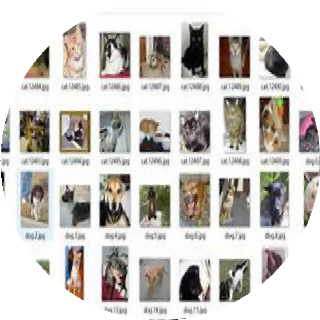 cat.12484.jpg cat.12485.jpg cat.12486.jpg cat.12487.jpg cat.12488.jpg cat.12489.jpg
cat.12493.jpg cat.12494.jpg cat.12495.jpg cat.12496.jpg cat.12497.jpg cat.12498.jpg cat.12499.jpg
dog.2.jpg dog.3.jpg dog.4.jpg dog.5.jpg dog.6.jpg dog.7.jpg dog.8.jpg
dog.13.jpg dog.14.jpg dog.15.jpg